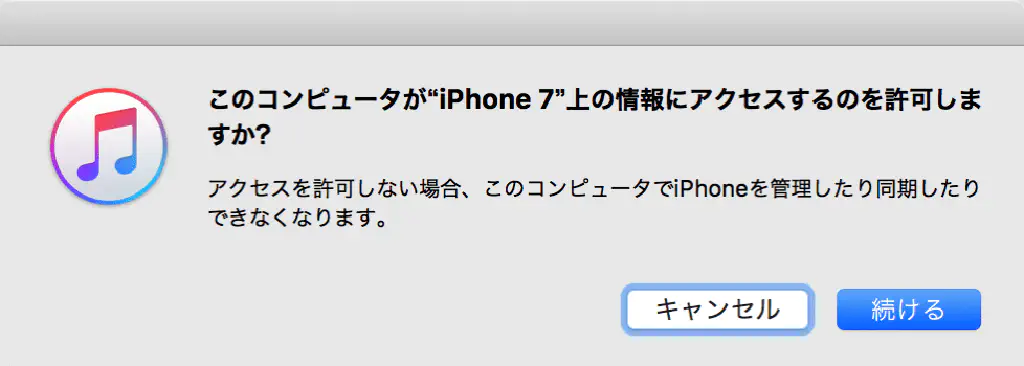 このコンピュータが“iPhone 7”上の情報にアクセスするのを許可しま
すか?
アクセスを許可しない場合、このコンピュータでiPhoneを管理したり同期したり
できなくなります。
キャンセル
続ける